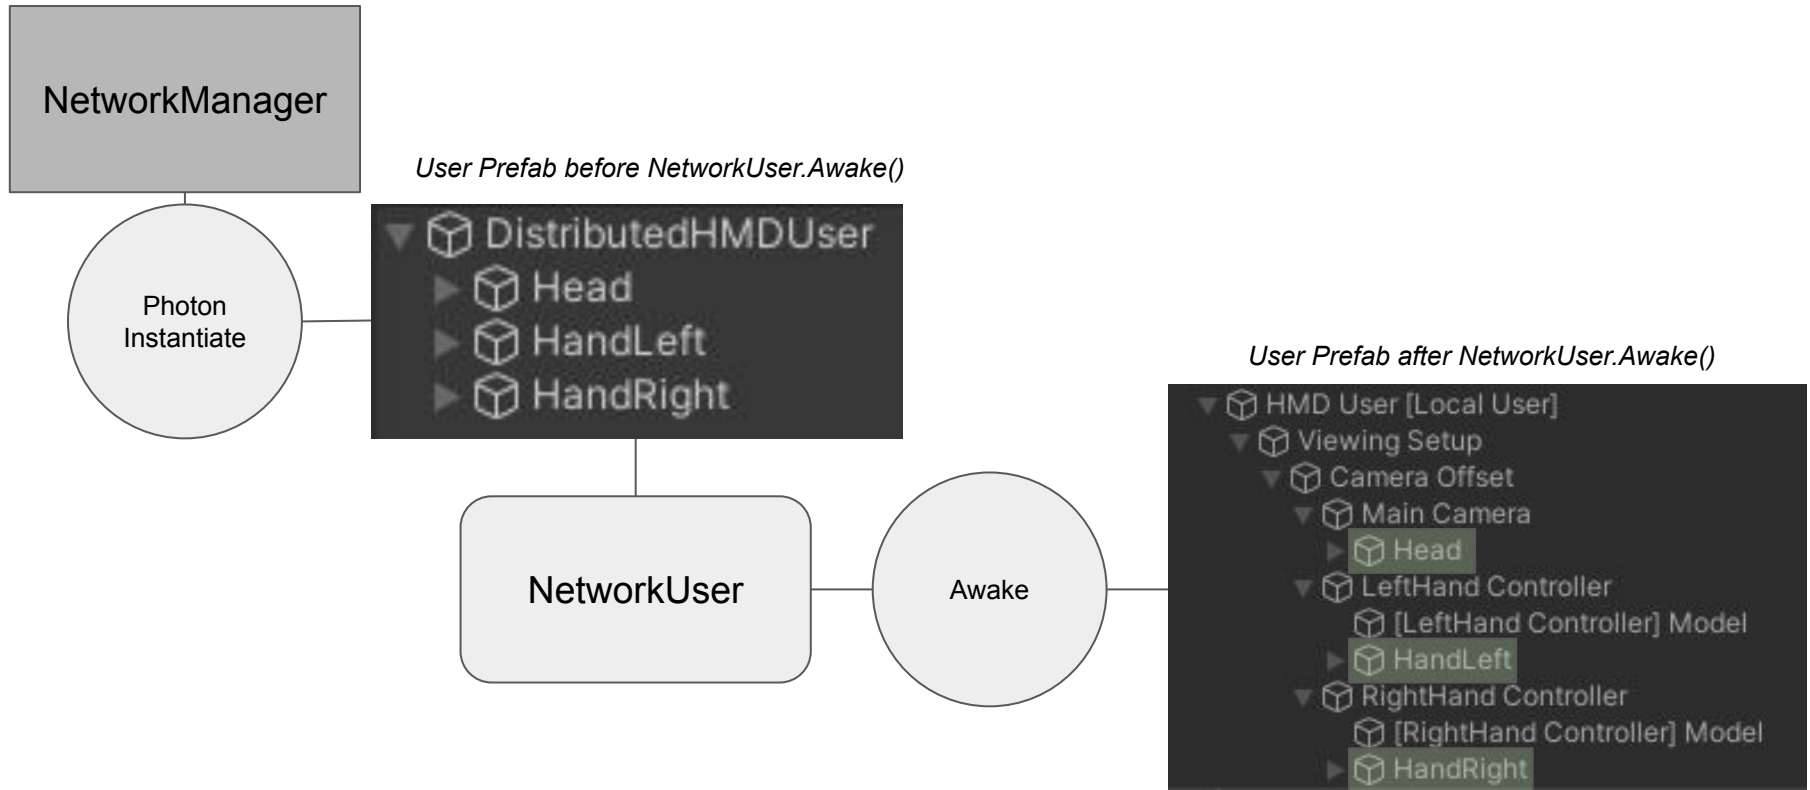 NetworkManager
User Prefab before NetworkUser.Awake()
DistributedHMDUser
Head
HandLeft
HandRight
Photon
Instantiate
User Prefab after NetworkUser.Awake()
HMD User [Local User]
Viewing Setup
Camera Offset
Main Camera
Head
LeftHand Controller
[LeftHand Controller] Model
HandLeft
RightHand Controller
[RightHand Controller] Model
HandRight
NetworkUser
Awake